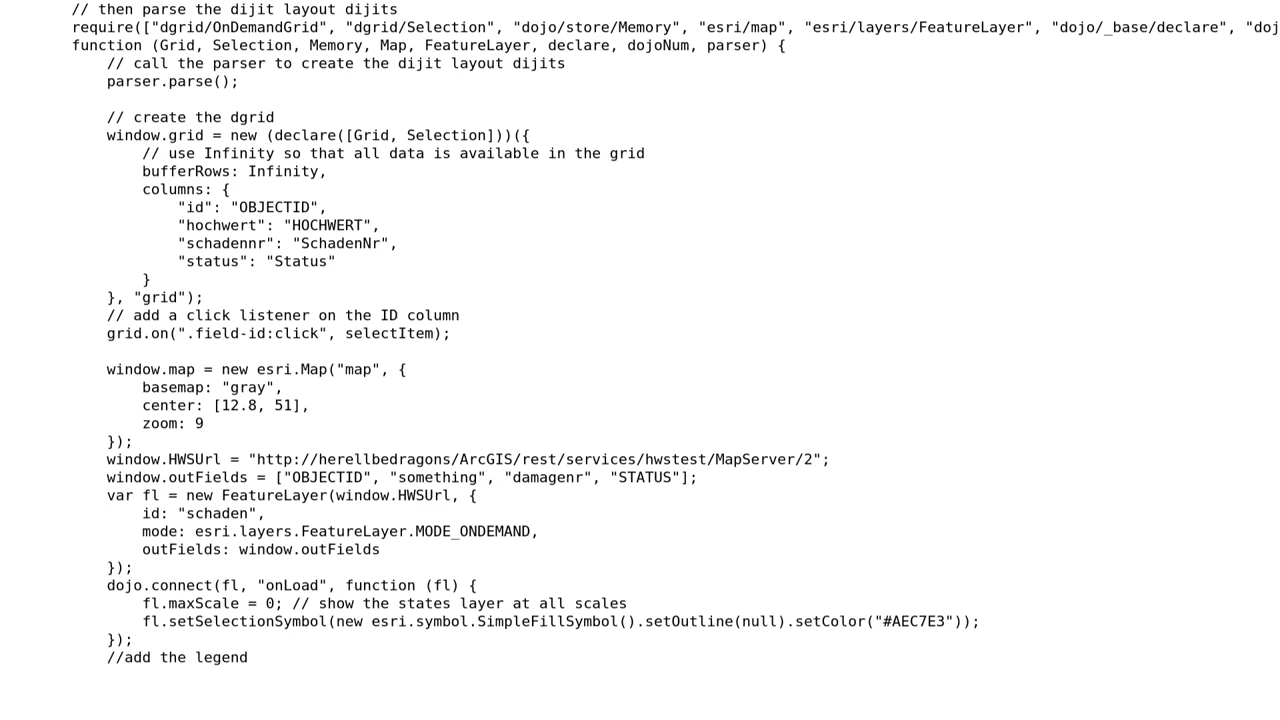 // then parse the dijit layout dijits
require(["dgrid/OnDemandGrid", "dgrid/Selection", "dojo/store/Memory", "esri/map", "esri/layers/FeatureLayer", "dojo/_base/declare", "doj
function (Grid, Selection, Memory, Map, FeatureLayer, declare, dojoNum, parser) {
// call the parser to create the dijit layout dijits
parser.parse();
// create the dgrid
window.grid = new (declare([Grid, Selection]))({
// use Infinity so that all data is available in the grid
bufferRows: Infinity,
columns: {
"id": "OBJECTID",
"hochwert": "HOCHWERT",
"schadennr": "SchadenNr",
"status": "Status"
}
}, "grid");
// add a click listener on the ID column
grid.on(".field-id:click", selectItem);
window.map = new esri.Map("map", {
basemap: "gray",
center: [12.8, 51],
zoom: 9
});
window.HWSUrl = "http://herellbedragons/ArcGIS/rest/services/hwstest/MapServer/2";
window.outFields = ["OBJECTID", "something", "damagenr", "STATUS"];
var fl = new FeatureLayer(window.HWSUrl, {
id: "schaden",
mode: esri.layers.FeatureLayer.MODE_ONDEMAND,
outFields: window.outFields
});
dojo.connect(fl, "onLoad", function (fl) {
fl.maxScale = 0; // show the states layer at all scales
fl.setSelectionSymbol(new esri.symbol.SimpleFillSymbol().setOutline(null).setColor("#AEC7E3"));
});
//add the legend